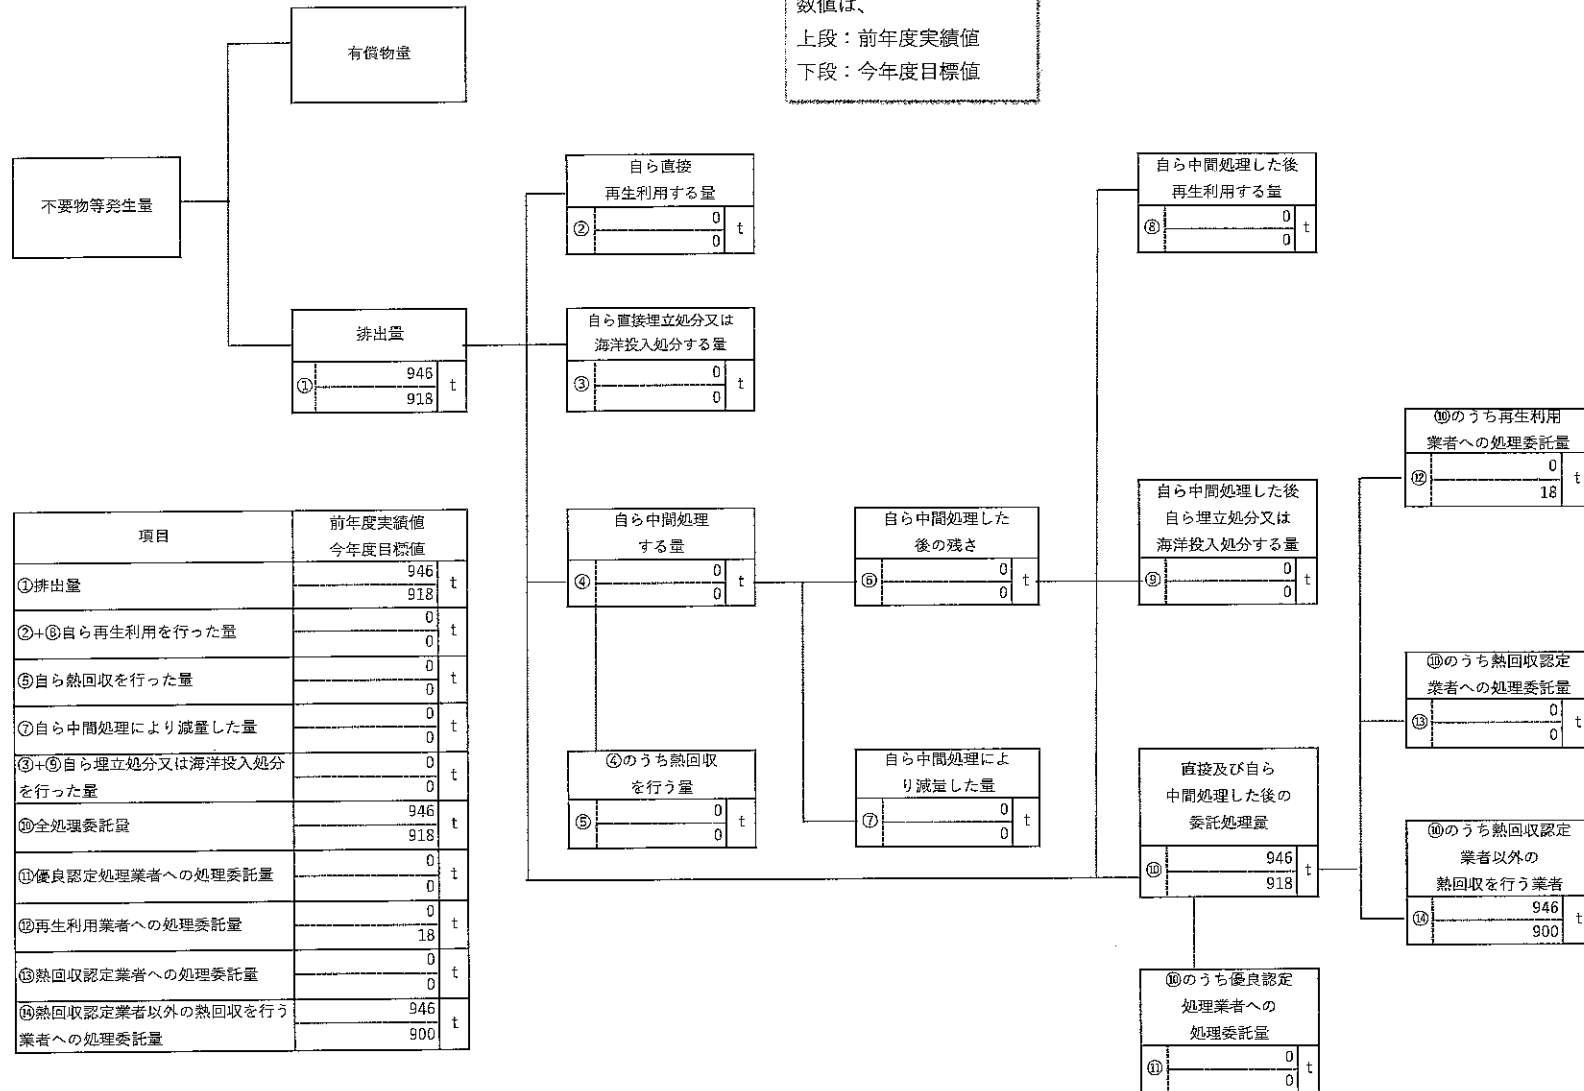 数値は、
上段：前年度実績値
下段：今年度目標値
有償物量
不要物等発生量
排出量
① 946 t
918
自ら直接
再生利用する量
② 0 t
0
自ら直接埋立処分又は
海洋投入処分する量
③ 0 t
0
自ら中間処理
する量
④ 0 t
0
④のうち熱回収
を行う量
⑤ 0 t
0
自ら中間処理した
後の残さ
⑥ 0 t
0
自ら中間処理によ
り減量した量
⑦ 0 t
0
自ら中間処理した後
再生利用する量
⑧ 0 t
0
自ら中間処理した後
自ら埋立処分又は
海洋投入処分する量
⑨ 0 t
0
直接及び自ら
中間処理した後の
委託処理量
⑩ 946 t
918
⑩のうち優良認定
処理業者への
処理委託量
⑪ 0 t
0
⑩のうち再生利用
業者への処理委託量
⑫ 0 t
18
⑩のうち熱回収認定
業者への処理委託量
⑬ 0 t
0
⑩のうち熱回収認定
業者以外の
熱回収を行う業者
⑭ 946 t
900
項目 前年度実績値
今年度目標値
①排出量 946 t
918
②+⑧自ら再生利用を行った量 0 t
0
⑤自ら熱回収を行った量 0 t
0
⑦自ら中間処理により減量した量 0 t
0
③+⑨自ら埋立処分又は海洋投入処分 0 t
を行った量 0
⑩全処理委託量 946 t
918
⑪優良認定処理業者への処理委託量 0 t
0
⑫再生利用業者への処理委託量 0 t
18
⑬熱回収認定業者への処理委託量 0 t
0
⑭熱回収認定業者以外の熱回収を行う 946 t
業者への処理委託量 900